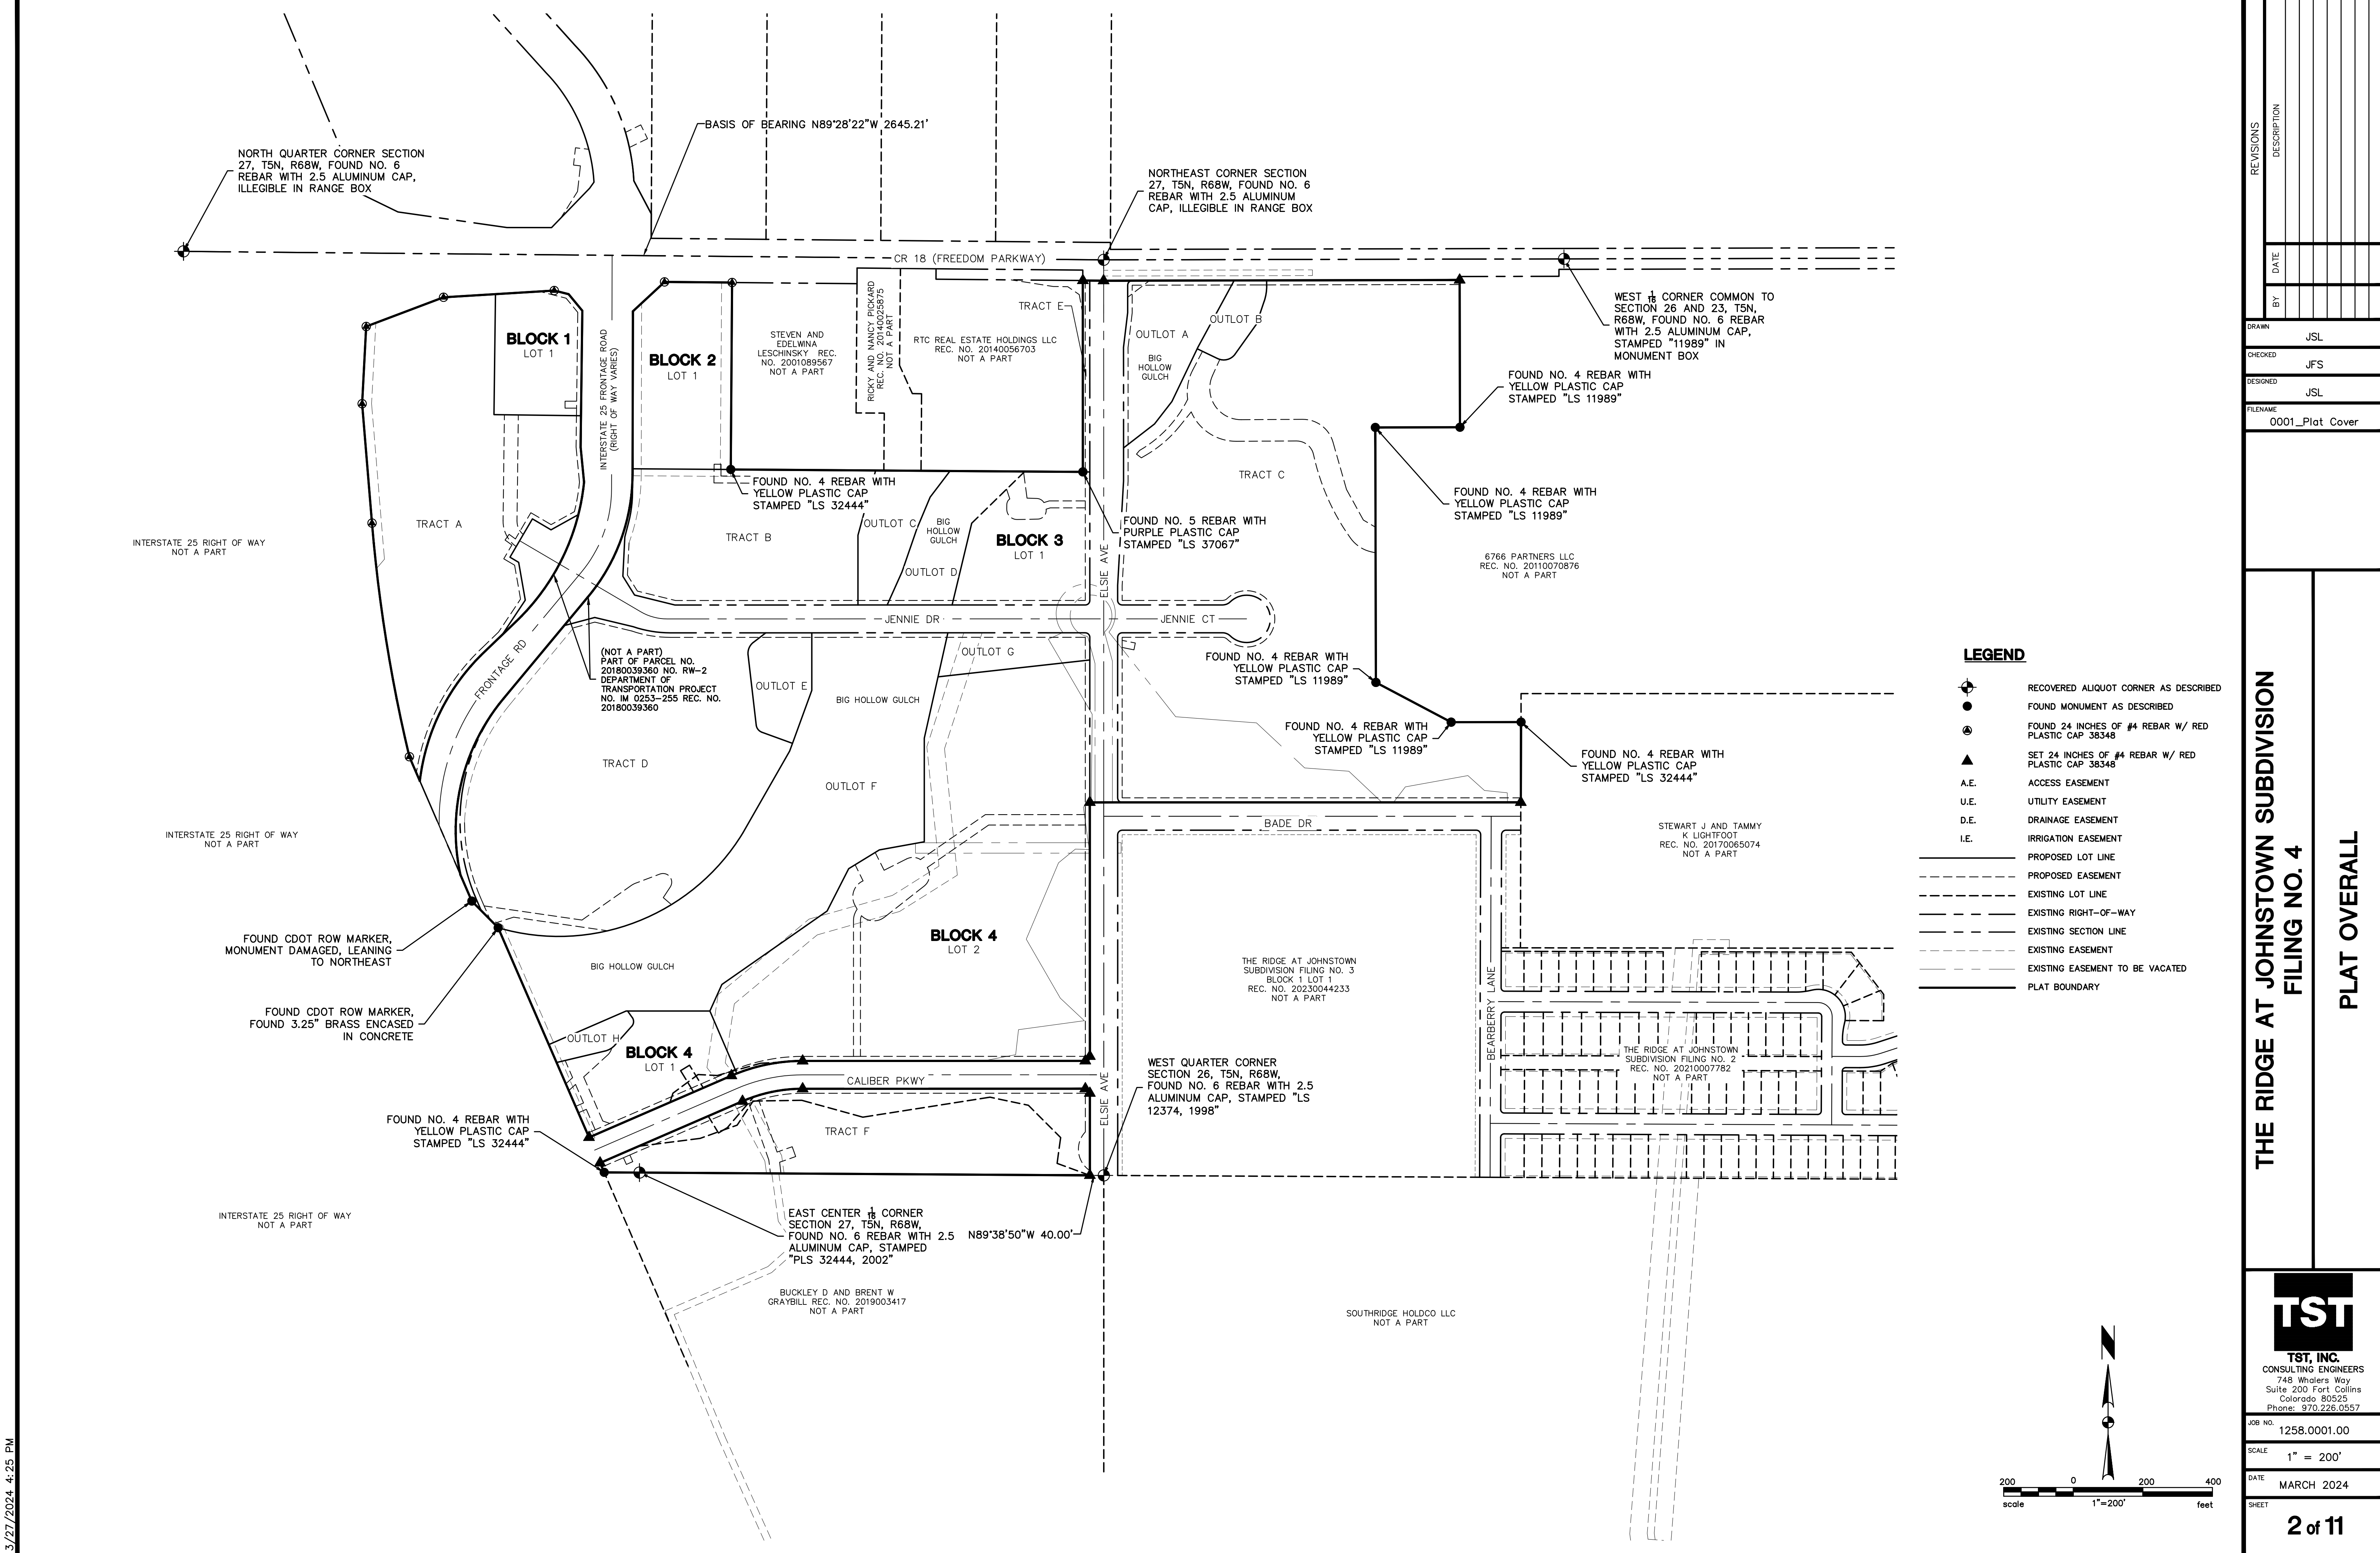 BASIS OF BEARING N89°28'22"W 2645.21'
NORTH QUARTER CORNER SECTION
27, T5N, R68W, FOUND NO. 6
REBAR WITH 2.5 ALUMINUM CAP,
ILLEGIBLE IN RANGE BOX
NORTHEAST CORNER SECTION
27, T5N, R68W, FOUND NO. 6
REBAR WITH 2.5 ALUMINUM
CAP, ILLEGIBLE IN RANGE BOX
CR 18 (FREEDOM PARKWAY)
WEST 1/16 CORNER COMMON TO
SECTION 26 AND 23, T5N,
R68W, FOUND NO. 6 REBAR
WITH 2.5 ALUMINUM CAP,
STAMPED "11989" IN
MONUMENT BOX
BLOCK 1
LOT 1
INTERSTATE 25 FRONTAGE ROAD
(RIGHT OF WAY VARIES)
BLOCK 2
LOT 1
STEVEN AND
EDELWINA
LESCHINSKY REC.
NO. 2001089567
NOT A PART
RICKY AND NANCY PICKARD
REC. NO. 20140025875
NOT A PART
TRACT E
RTC REAL ESTATE HOLDINGS LLC
REC. NO. 20140056703
NOT A PART
OUTLOT A
OUTLOT B
BIG
HOLLOW
GULCH
FOUND NO. 4 REBAR WITH
YELLOW PLASTIC CAP
STAMPED "LS 11989"
TRACT C
FOUND NO. 4 REBAR WITH
YELLOW PLASTIC CAP
STAMPED "LS 32444"
FOUND NO. 4 REBAR WITH
YELLOW PLASTIC CAP
STAMPED "LS 11989"
TRACT A
INTERSTATE 25 RIGHT OF WAY
NOT A PART
TRACT B
OUTLOT C
BIG
HOLLOW
GULCH
BLOCK 3
LOT 1
OUTLOT D
FOUND NO. 5 REBAR WITH
PURPLE PLASTIC CAP
STAMPED "LS 37067"
ELSIE AVE
6766 PARTNERS LLC
REC. NO. 20110070876
NOT A PART
JENNIE DR
JENNIE CT
FRONTAGE RD
(NOT A PART)
PART OF PARCEL NO.
20180039360 NO. RW-2
DEPARTMENT OF
TRANSPORTATION PROJECT
NO. IM 0253-255 REC. NO.
20180039360
OUTLOT G
OUTLOT E
BIG HOLLOW GULCH
FOUND NO. 4 REBAR WITH
YELLOW PLASTIC CAP
STAMPED "LS 11989"
FOUND NO. 4 REBAR WITH
YELLOW PLASTIC CAP
STAMPED "LS 11989"
FOUND NO. 4 REBAR WITH
YELLOW PLASTIC CAP
STAMPED "LS 32444"
TRACT D
OUTLOT F
BADE DR
INTERSTATE 25 RIGHT OF WAY
NOT A PART
STEWART J AND TAMMY
K LIGHTFOOT
REC. NO. 20170065074
NOT A PART
FOUND CDOT ROW MARKER,
MONUMENT DAMAGED, LEANING
TO NORTHEAST
BLOCK 4
LOT 2
BIG HOLLOW GULCH
THE RIDGE AT JOHNSTOWN
SUBDIVISION FILING NO. 3
BLOCK 1 LOT 1
REC. NO. 20230044233
NOT A PART
BEARBERRY LANE
FOUND CDOT ROW MARKER,
FOUND 3.25" BRASS ENCASED
IN CONCRETE
OUTLOT H
BLOCK 4
LOT 1
THE RIDGE AT JOHNSTOWN
SUBDIVISION FILING NO. 2
REC. NO. 20210007782
NOT A PART
CALIBER PKWY
ELSIE AVE
WEST QUARTER CORNER
SECTION 26, T5N, R68W,
FOUND NO. 6 REBAR WITH 2.5
ALUMINUM CAP, STAMPED "LS
12374, 1998"
FOUND NO. 4 REBAR WITH
YELLOW PLASTIC CAP
STAMPED "LS 32444"
TRACT F
INTERSTATE 25 RIGHT OF WAY
NOT A PART
EAST CENTER 1/16 CORNER
SECTION 27, T5N, R68W,
FOUND NO. 6 REBAR WITH 2.5
ALUMINUM CAP, STAMPED
"PLS 32444, 2002"
N89°38'50"W 40.00'
BUCKLEY D AND BRENT W
GRAYBILL REC. NO. 2019003417
NOT A PART
SOUTHRIDGE HOLDCO LLC
NOT A PART
LEGEND
RECOVERED ALIQUOT CORNER AS DESCRIBED
FOUND MONUMENT AS DESCRIBED
FOUND 24 INCHES OF #4 REBAR W/ RED
PLASTIC CAP 38348
SET 24 INCHES OF #4 REBAR W/ RED
PLASTIC CAP 38348
A.E. ACCESS EASEMENT
U.E. UTILITY EASEMENT
D.E. DRAINAGE EASEMENT
I.E. IRRIGATION EASEMENT
PROPOSED LOT LINE
PROPOSED EASEMENT
EXISTING LOT LINE
EXISTING RIGHT-OF-WAY
EXISTING SECTION LINE
EXISTING EASEMENT
EXISTING EASEMENT TO BE VACATED
PLAT BOUNDARY
N
200 0 200 400
scale 1"=200' feet
3/27/2024 4:25 PM
REVISIONS
DESCRIPTION
DATE
BY
DRAWN
JSL
CHECKED
JFS
DESIGNED
JSL
FILENAME
0001_Plat Cover
THE RIDGE AT JOHNSTOWN SUBDIVISION
FILING NO. 4
PLAT OVERALL
TST
TST, INC.
CONSULTING ENGINEERS
748 Whalers Way
Suite 200 Fort Collins
Colorado 80525
Phone: 970.226.0557
JOB NO.
1258.0001.00
SCALE
1" = 200'
DATE
MARCH 2024
SHEET
2 of 11